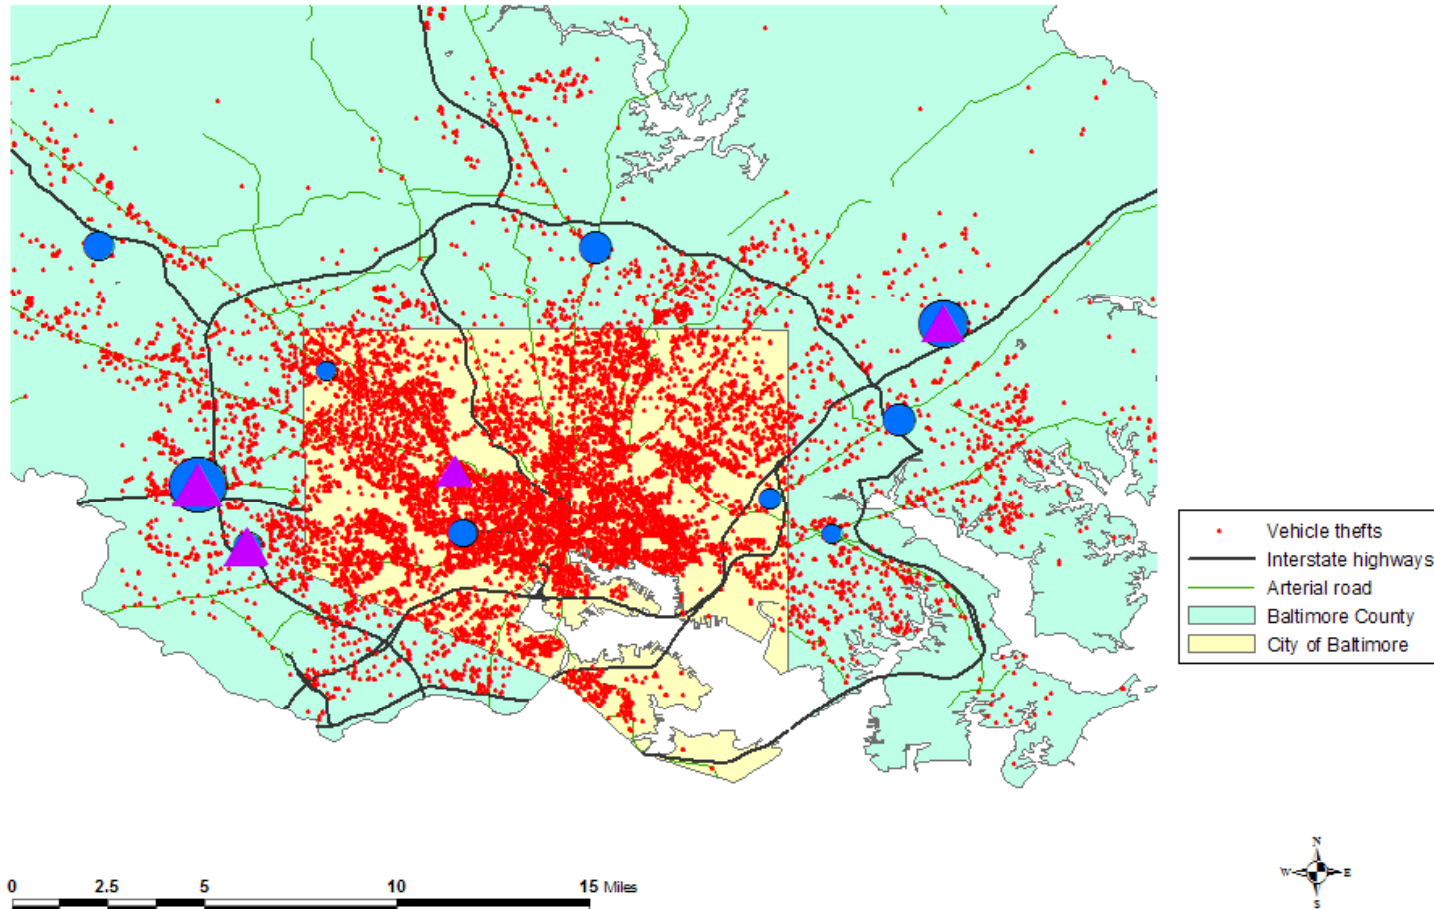 Vehicle thefts
Interstate highways
Arterial road
Baltimore County
City of Baltimore
N
W E
S
0 2.5 5 10 15 Miles